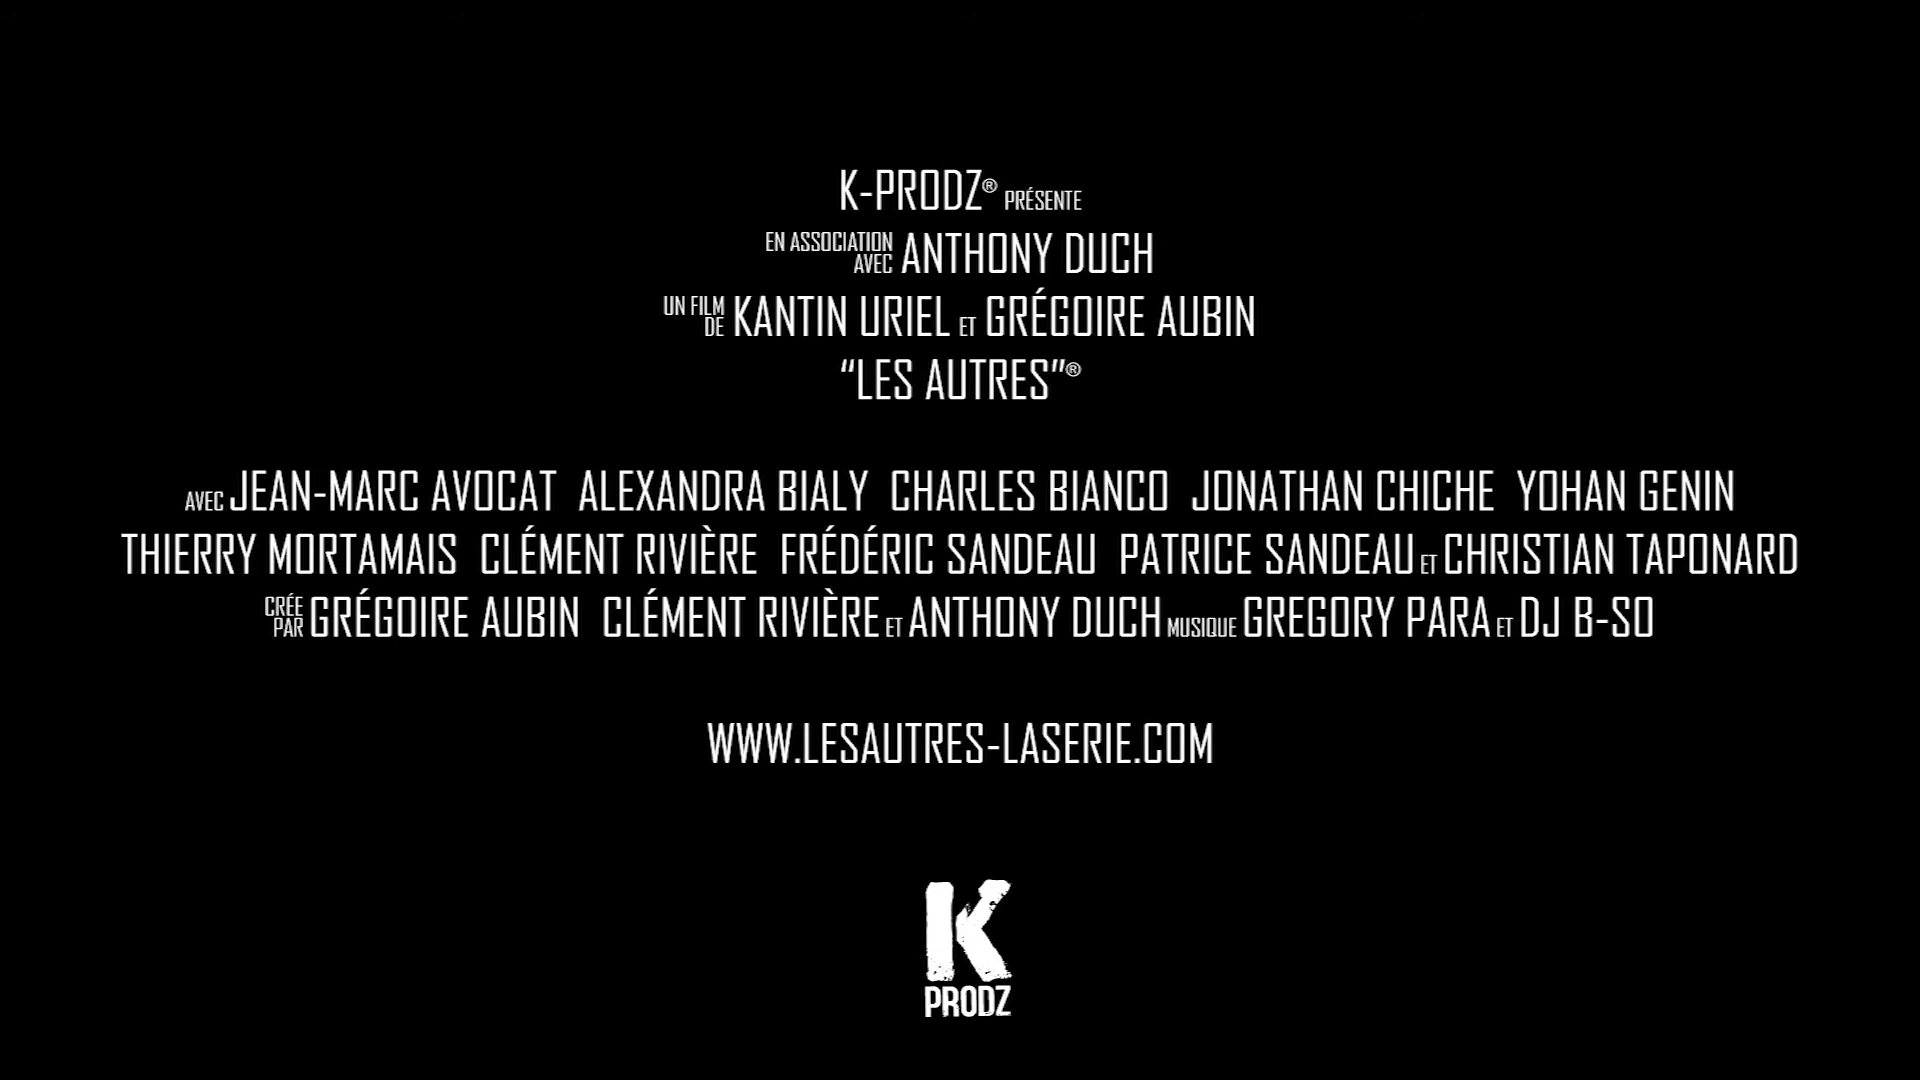 K-PRODZ® PRÉSENTE
EN ASSOCIATION AVEC ANTHONY DUCH
UN FILM DE KANTIN URIEL ET GRÉGOIRE AUBIN
“LES AUTRES”®
AVEC JEAN-MARC AVOCAT ALEXANDRA BIALY CHARLES BIANCO JONATHAN CHICHE YOHAN GENIN
THIERRY MORTAMAIS CLÉMENT RIVIÈRE FRÉDÉRIC SANDEAU PATRICE SANDEAU ET CHRISTIAN TAPONARD
CRÉE PAR GRÉGOIRE AUBIN CLÉMENT RIVIÈRE ET ANTHONY DUCH MUSIQUE GREGORY PARA ET DJ B-SO
WWW.LESAUTRES-LASERIE.COM
K
PRODZ